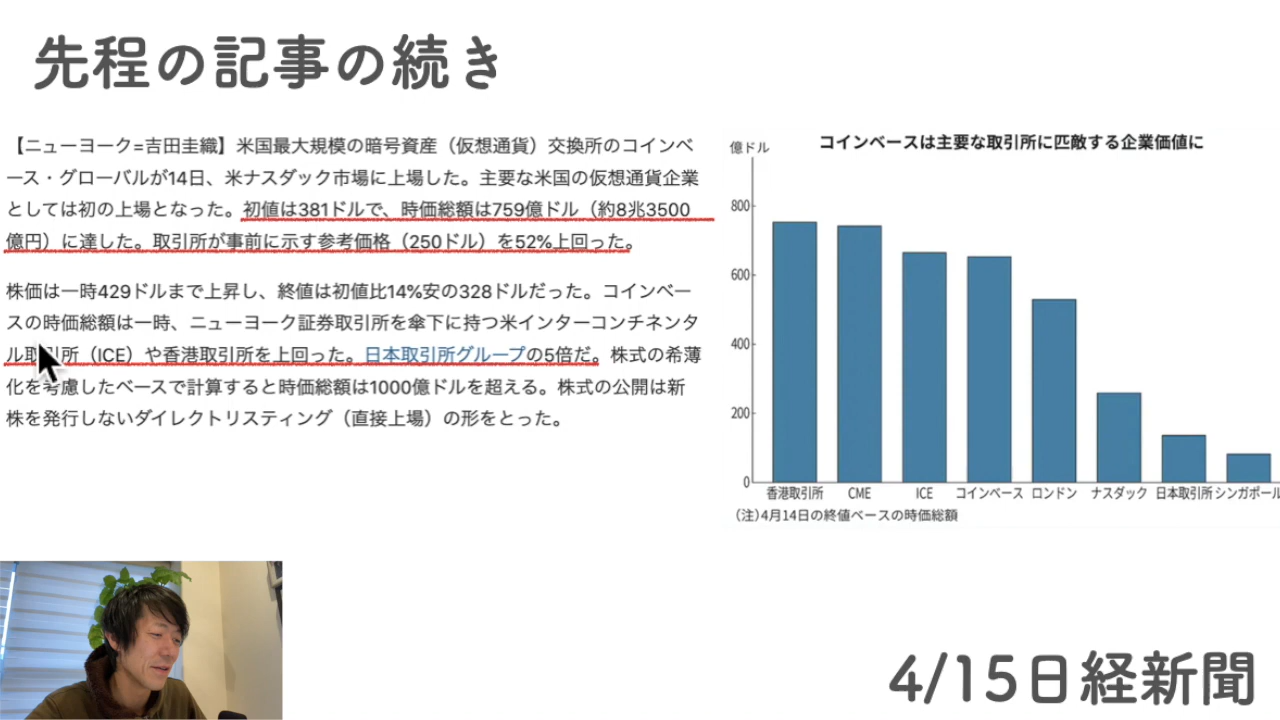 先程の記事の続き
【ニューヨーク=吉田圭織】米国最大規模の暗号資産（仮想通貨）交換所のコインベ
ース・グローバルが14日、米ナスダック市場に上場した。主要な米国の仮想通貨企業
としては初の上場となった。初値は381ドルで、時価総額は759億ドル（約8兆3500
億円）に達した。取引所が事前に示す参考価格（250ドル）を52%上回った。
株価は一時429ドルまで上昇し、終値は初値比14%安の328ドルだった。コインベー
スの時価総額は一時、ニューヨーク証券取引所を傘下に持つ米インターコンチネンタ
ル取引所（ICE）や香港取引所を上回った。日本取引所グループの5倍だ。株式の希薄
化を考慮したベースで計算すると時価総額は1000億ドルを超える。株式の公開は新
株を発行しないダイレクトリスティング（直接上場）の形をとった。
コインベースは主要な取引所に匹敵する企業価値に
億ドル
800
600
400
200
0
香港取引所 CME ICE コインベース ロンドン ナスダック 日本取引所 シンガポール
（注）4月14日の終値ベースの時価総額
4/15日経新聞